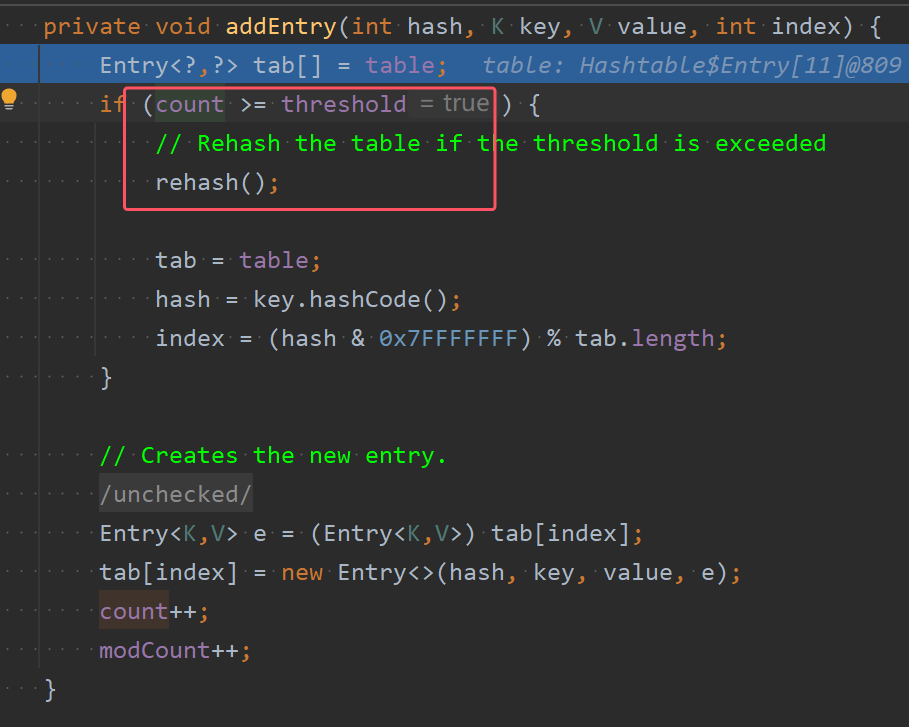 private void addEntry(int hash, K key, V value, int index) {
Entry<?,?> tab[] = table; table: Hashtable$Entry[11]@809
if (count >= threshold = true ) {
// Rehash the table if the threshold is exceeded
rehash();
tab = table;
hash = key.hashCode();
index = (hash & 0x7FFFFFFF) % tab.length;
}
// Creates the new entry.
/unchecked/
Entry<K,V> e = (Entry<K,V>) tab[index];
tab[index] = new Entry<>(hash, key, value, e);
count++;
modCount++;
}